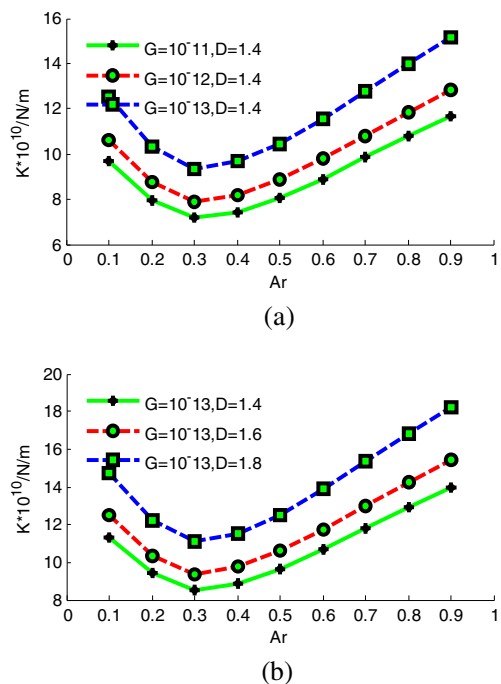 16
14
12
10
8
6
K*10^10/N/m
G=10^-11,D=1.4
G=10^-12,D=1.4
G=10^-13,D=1.4
0 0.1 0.2 0.3 0.4 0.5 0.6 0.7 0.8 0.9 1
Ar
(a)
20
18
16
14
12
10
8
K*10^10/N/m
G=10^-13,D=1.4
G=10^-13,D=1.6
G=10^-13,D=1.8
0 0.1 0.2 0.3 0.4 0.5 0.6 0.7 0.8 0.9 1
Ar
(b)